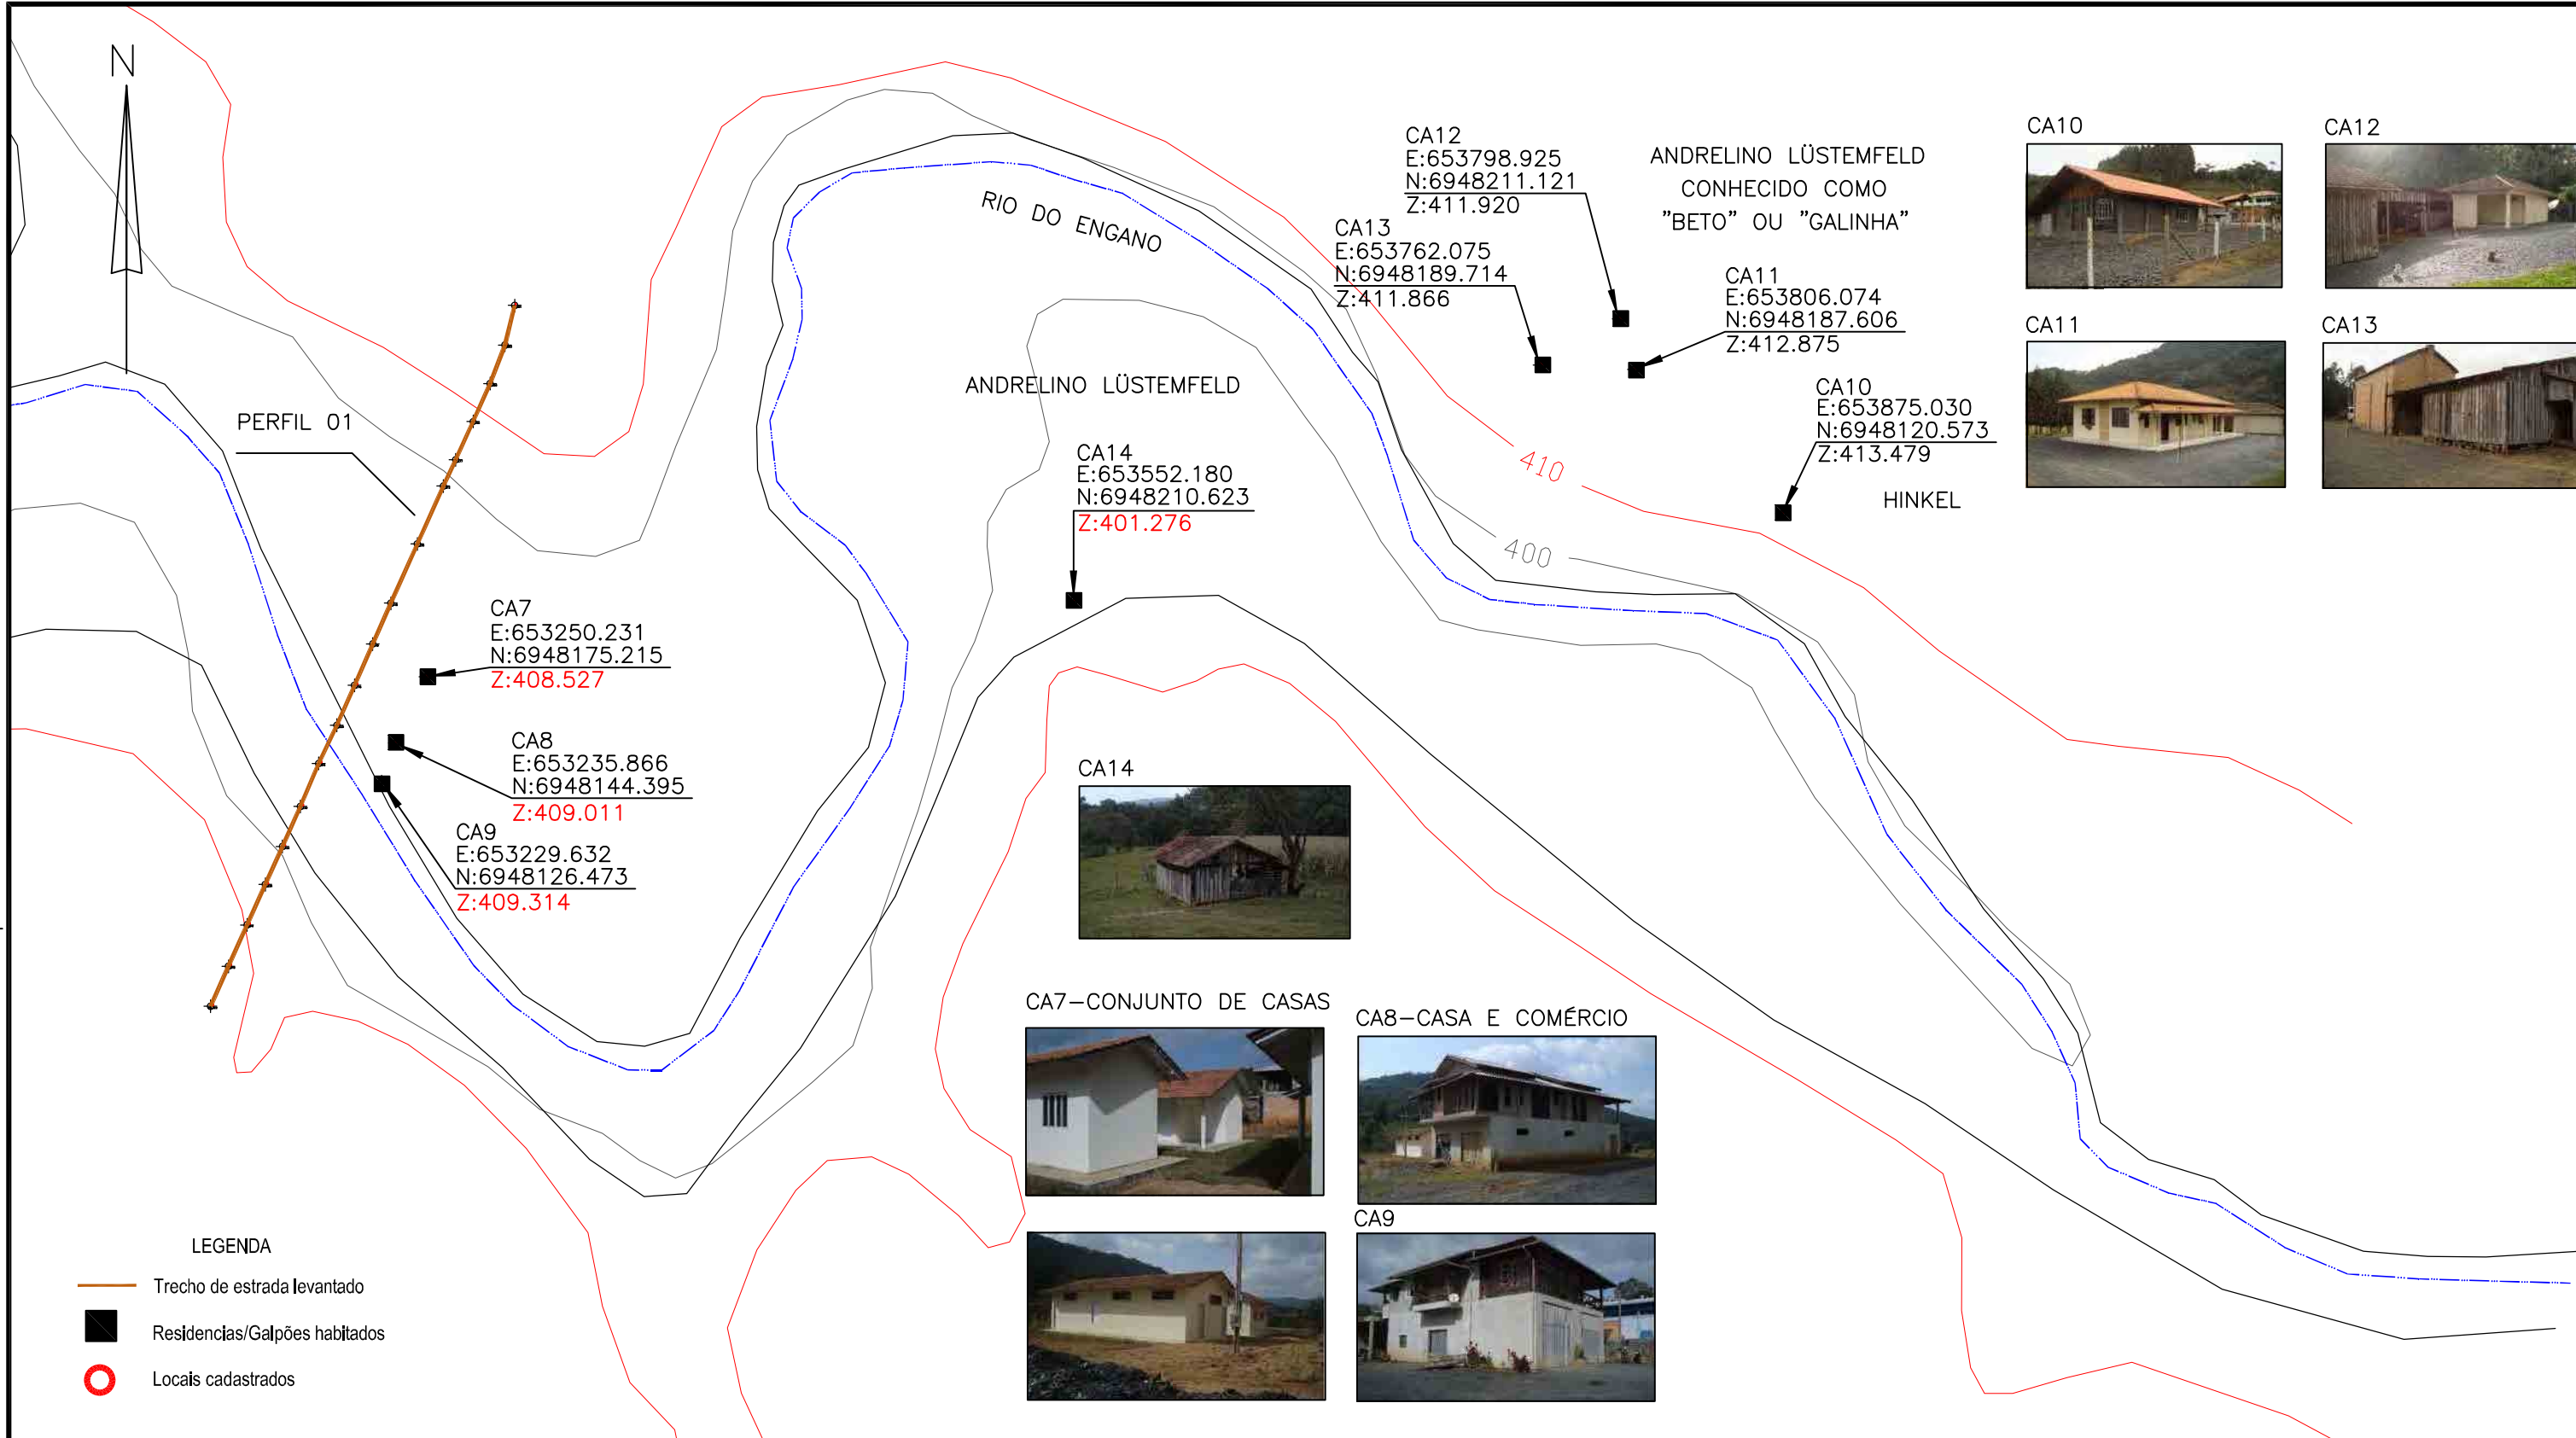 N
PERFIL 01
RIO DO ENGANO
CA12
E:653798.925
N:6948211.121
Z:411.920
CA13
E:653762.075
N:6948189.714
Z:411.866
ANDRELINO LÜSTEMFELD
CONHECIDO COMO
"BETO" OU "GALINHA"
CA11
E:653806.074
N:6948187.606
Z:412.875
CA10
E:653875.030
N:6948120.573
Z:413.479
HINKEL
410
400
ANDRELINO LÜSTEMFELD
CA14
E:653552.180
N:6948210.623
Z:401.276
CA7
E:653250.231
N:6948175.215
Z:408.527
CA8
E:653235.866
N:6948144.395
Z:409.011
CA9
E:653229.632
N:6948126.473
Z:409.314
CA10
CA12
CA11
CA13
CA14
CA7-CONJUNTO DE CASAS
CA8-CASA E COMÉRCIO
CA9
LEGENDA
Trecho de estrada levantado
Residencias/Galpões habitados
Locais cadastrados